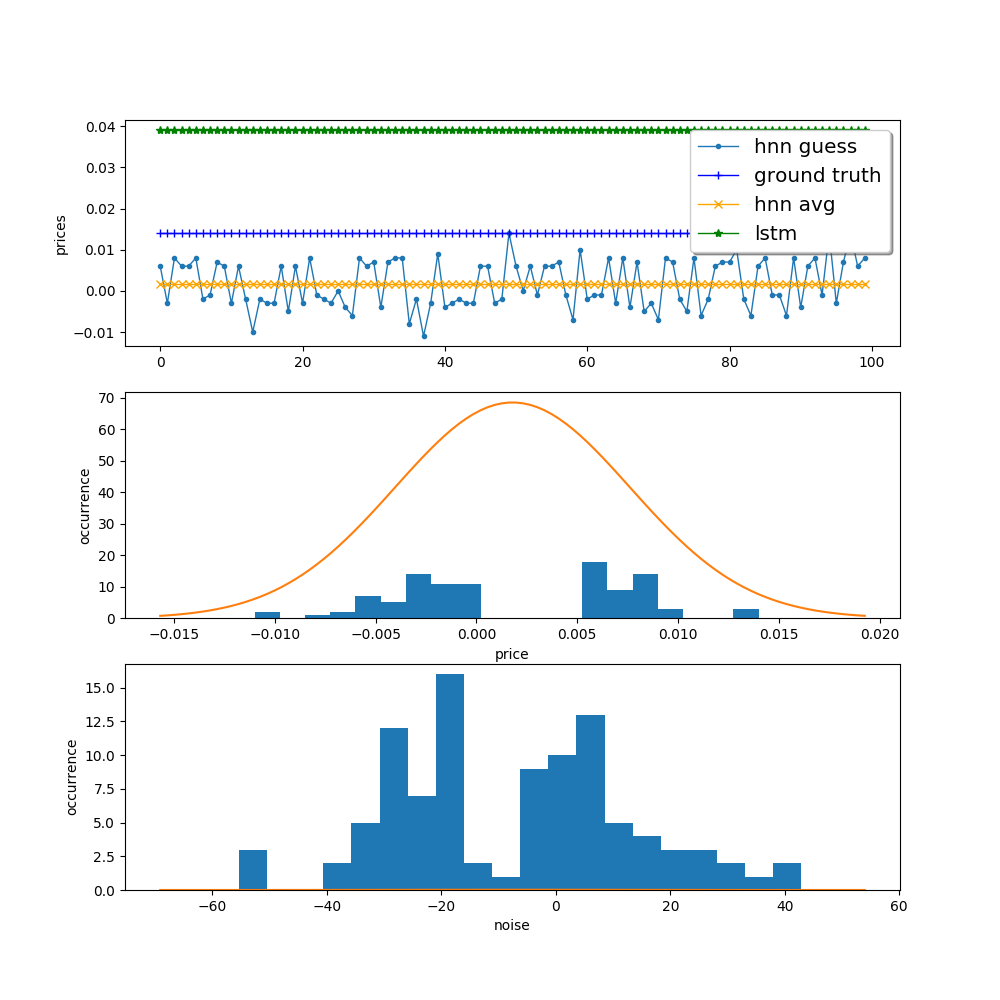 0.04
0.03
0.02
0.01
0.00
−0.01
prices
hnn guess
ground truth
hnn avg
lstm
0 20 40 60 80 100
70
60
50
40
30
20
10
0
occurrence
−0.015 −0.010 −0.005 0.000 0.005 0.010 0.015 0.020
price
15.0
12.5
10.0
7.5
5.0
2.5
0.0
occurrence
−60 −40 −20 0 20 40 60
noise